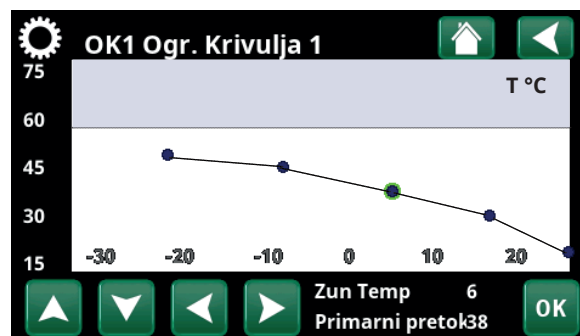 OK1 Ogr. Krivulja 1
75
T °C
60
45
30
15
-30 -20 -10 0 10 20
Zun Temp 6
Primarni pretok38
OK